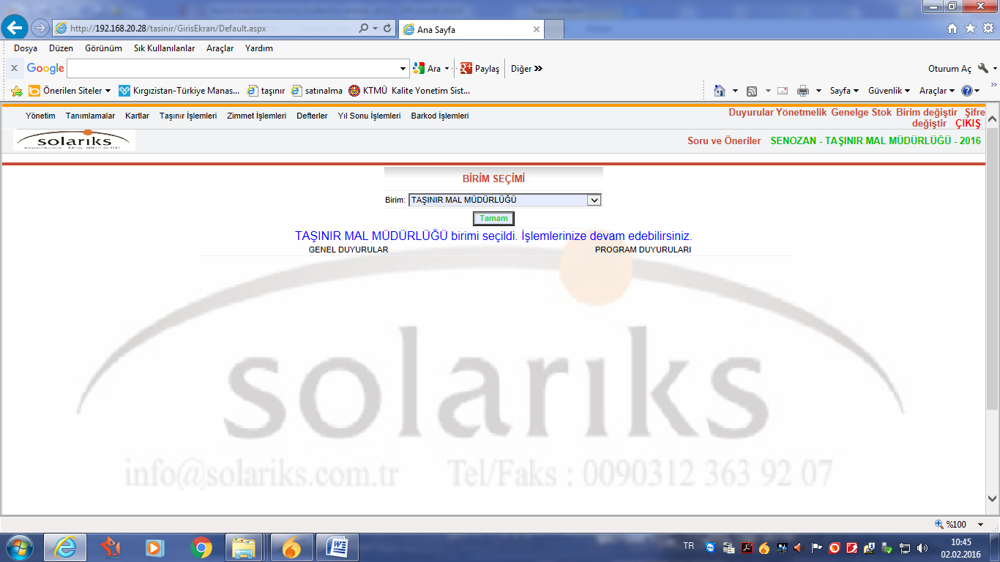 http://192.168.20.28/tasinir/GirisEkran/Default.aspx
Ana Sayfa
Dosya Düzen Görünüm Sık Kullanılanlar Araçlar Yardım
x Google Ara Paylaş Diğer Oturum Aç
Önerilen Siteler Kırgızistan-Türkiye Manas... taşınır satınalma KTMÜ Kalite Yonetim Sist... Sayfa Güvenlik Araçlar
Yönetim Tanımlamalar Kartlar Taşınır İşlemleri Zimmet İşlemleri Defterler Yıl Sonu İşlemleri Barkod İşlemleri
Duyurular Yönetmelik Genelge Stok Birim değiştir Şifre
değiştir ÇIKIŞ
solarıks
Soru ve Öneriler SENOZAN - TAŞINIR MAL MÜDÜRLÜĞÜ - 2016
BİRİM SEÇİMİ
Birim: TAŞINIR MAL MÜDÜRLÜĞÜ
Tamam
TAŞINIR MAL MÜDÜRLÜĞÜ birimi seçildi. İşlemlerinize devam edebilirsiniz.
GENEL DUYURULAR PROGRAM DUYURULARI
solarıks
info@solariks.com.tr Tel/Faks : 0090312 363 92 07
%100
TR
10:45
02.02.2016